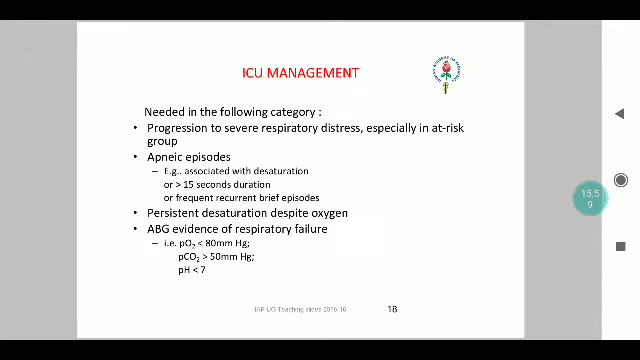 ICU MANAGEMENT
Needed in the following category :
• Progression to severe respiratory distress, especially in at-risk
group
• Apneic episodes
– E.g.. associated with desaturation
or > 15 seconds duration
or frequent recurrent brief episodes
• Persistent desaturation despite oxygen
• ABG evidence of respiratory failure
– i.e. pO₂ < 80mm Hg;
pCO₂ > 50mm Hg;
pH < 7
IAP UG Teaching slides 2015-16
18
15:5
9